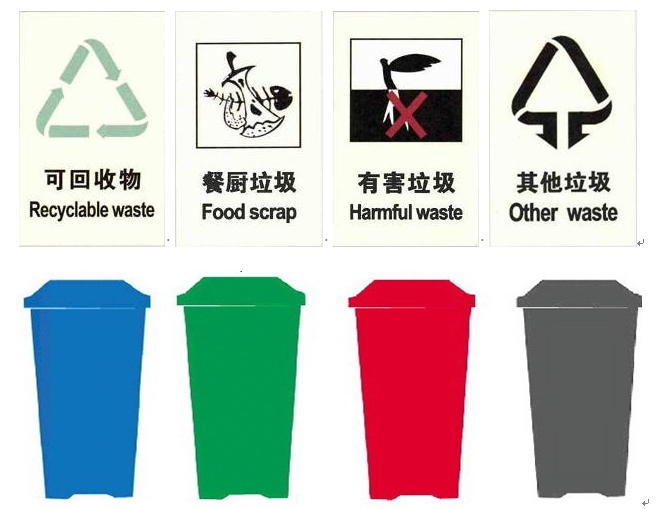 可回收物
Recyclable waste
餐厨垃圾
Food scrap
有害垃圾
Harmful waste
其他垃圾
Other waste